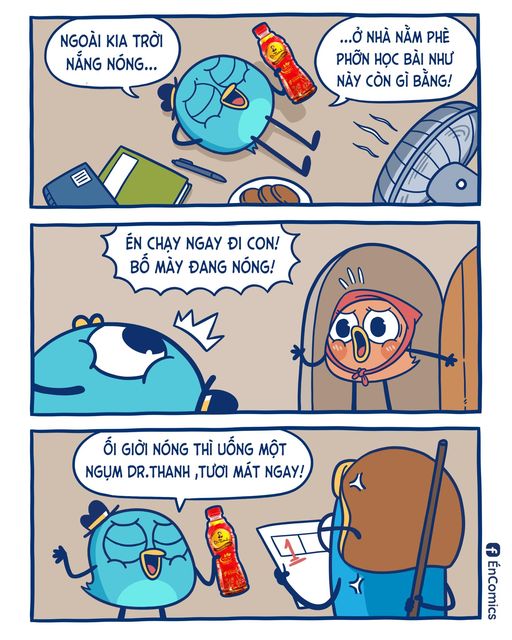 NGOÀI KIA TRỜI
NẮNG NÓNG...
...Ở NHÀ NẰM PHÈ
PHỠN HỌC BÀI NHƯ
NÀY CÒN GÌ BẰNG!
ÉN CHẠY NGAY ĐI CON!
BỐ MÀY ĐANG NÓNG!
ỐI GIỜI NÓNG THÌ UỐNG MỘT
NGỤM DR.THANH ,TƯƠI MÁT NGAY!
1
ÉnComics